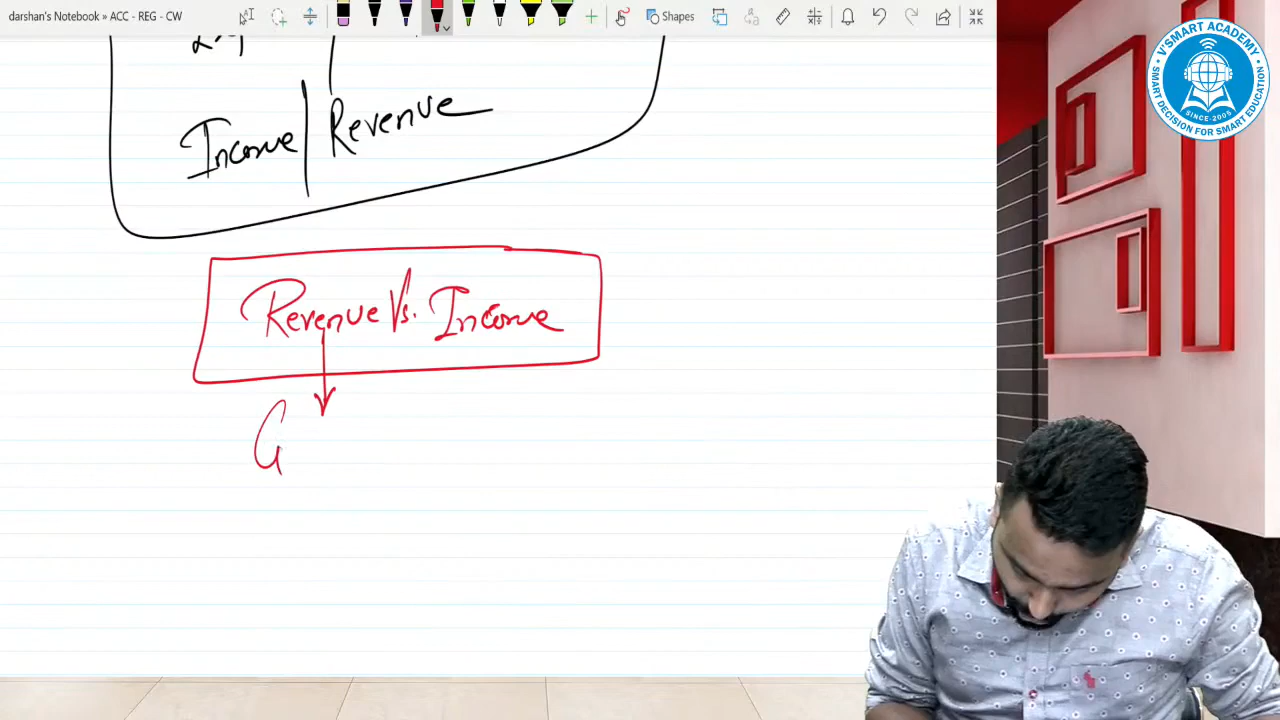 darshan's Notebook » ACC - REG - CW
Shapes
Income | Revenue
Revenue Vs. Income
G
V'SMART ACADEMY
SINCE-2005
SMART DECISION FOR SMART EDUCATION